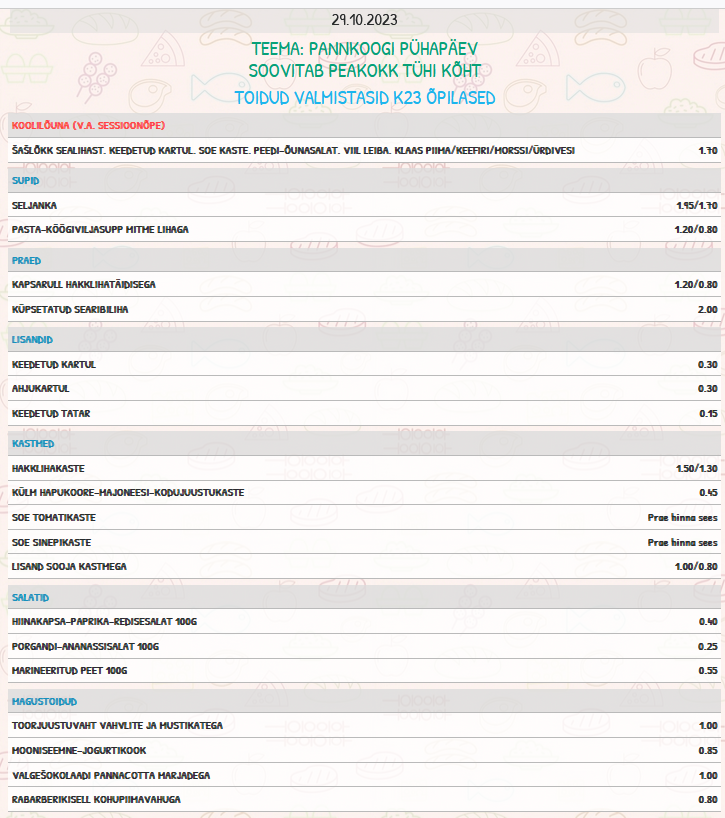 29.10.2023
TEEMA: PANNKOOGI PÜHAPÄEV
SOOVITAB PEAKOKK TÜHI KÕHT
TOIDUD VALMISTASID K23 ÕPILASED
KOOLILÕUNA (V.A. SESSIOONÕPE)
ŠAŠLÕKK SEALIHAST. KEEDETUD KARTUL. SOE KASTE. PEEDI-ÕUNASALAT. VIIL LEIBA. KLAAS PIIMA/KEEFIRI/MORSSI/ÜRDIVESI 1.70
SUPID
SELJANKA 1.95/1.70
PASTA-KÖÖGIVILJASUPP MITME LIHAGA 1.20/0.80
PRAED
KAPSARULL HAKKLIHATÄIDISEGA 1.20/0.80
KÜPSETATUD SEARIBILIHA 2.00
LISANDID
KEEDETUD KARTUL 0.30
AHJUKARTUL 0.30
KEEDETUD TATAR 0.15
KASTMED
HAKKLIHAKASTE 1.50/1.30
KÜLM HAPUKOORE-MAJONEESI-KODUJUUSTUKASTE 0.45
SOE TOMATIKASTE Prae hinna sees
SOE SINEPIKASTE Prae hinna sees
LISAND SOOJA KASTMEGA 1.00/0.80
SALATID
HIINAKAPSA-PAPRIKA-REDISESALAT 100G 0.40
PORGANDI-ANANASSISALAT 100G 0.25
MARINEERITUD PEET 100G 0.55
MAGUSTOIDUD
TOORJUUSTUVAHT VAHVLITE JA MUSTIKATEGA 1.00
MOONISEEMNE-JOGURTIKOOK 0.85
VALGEŠOKOLAADI PANNACOTTA MARJADEGA 1.00
RABARBERIKISELL KOHUPIIMAVAHUGA 0.80